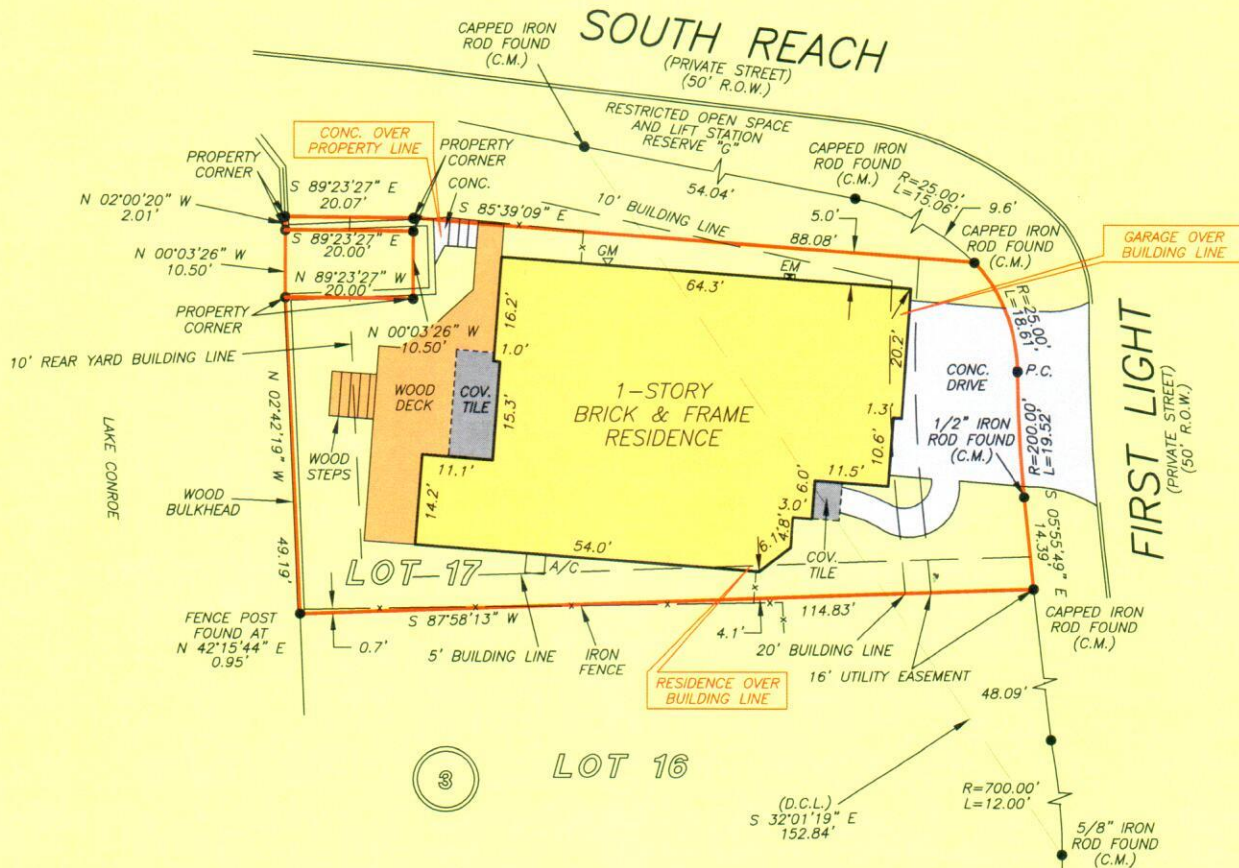 SOUTH REACH
(PRIVATE STREET)
(50' R.O.W.)
CAPPED IRON
ROD FOUND
(C.M.)
RESTRICTED OPEN SPACE
AND LIFT STATION
RESERVE "G"
CAPPED IRON
ROD FOUND
(C.M.)
54.04'
R=25.00'
L=15.06'
9.6'
CAPPED IRON
ROD FOUND
(C.M.)
CONC. OVER
PROPERTY LINE
PROPERTY
CORNER
PROPERTY
CORNER
CONC.
S 89°23'27" E
20.07'
N 02°00'20" W
2.01'
S 85°39'09" E
10' BUILDING LINE
5.0'
88.08'
GARAGE OVER
BUILDING LINE
S 89°23'27" E
20.00'
N 00°03'26" W
10.50'
N 89°23'27" W
20.00'
PROPERTY
CORNER
N 00°03'26" W
10.50'
GM
EM
64.3'
16.2'
1.0'
20.2'
R=25.00'
L=18.61'
10' REAR YARD BUILDING LINE
WOOD
DECK
COV.
TILE
15.3'
1-STORY
BRICK & FRAME
RESIDENCE
CONC.
DRIVE
P.C.
1.3'
10.6'
1/2" IRON
ROD FOUND
(C.M.)
R=200.00'
L=19.52'
FIRST LIGHT
(PRIVATE STREET)
(50' R.O.W.)
LAKE CONROE
N 02°42'19" W
49.19'
WOOD
STEPS
WOOD
BULKHEAD
11.1'
14.2'
54.0'
11.5'
6.0'
3.0'
4.8'
6.1'
COV.
TILE
S 05°55'49" E
14.39'
LOT 17
A/C
FENCE POST
FOUND AT
N 42°15'44" E
0.95'
0.7'
S 87°58'13" W
5' BUILDING LINE
IRON
FENCE
4.1'
114.83'
20' BUILDING LINE
16' UTILITY EASEMENT
CAPPED IRON
ROD FOUND
(C.M.)
RESIDENCE OVER
BUILDING LINE
48.09'
3
LOT 16
(D.C.L.)
S 32°01'19" E
152.84'
R=700.00'
L=12.00'
5/8" IRON
ROD FOUND
(C.M.)